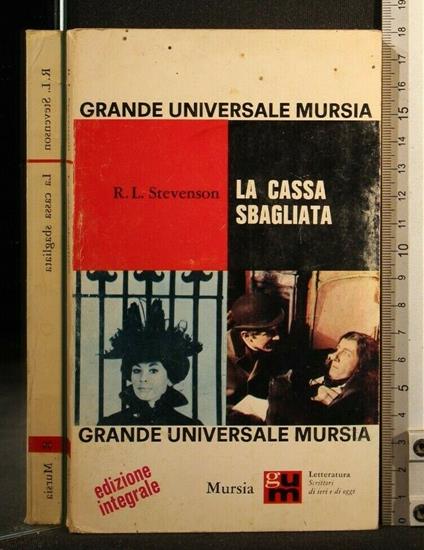 GRANDE UNIVERSALE MURSIA
R. L. Stevenson
LA CASSA
SBAGLIATA
GRANDE UNIVERSALE MURSIA
edizione
integrale
Mursia
gum
Letteratura
Scrittori
di ieri e di oggi
R. L. Stevenson
La cassa sbagliata
Mursia